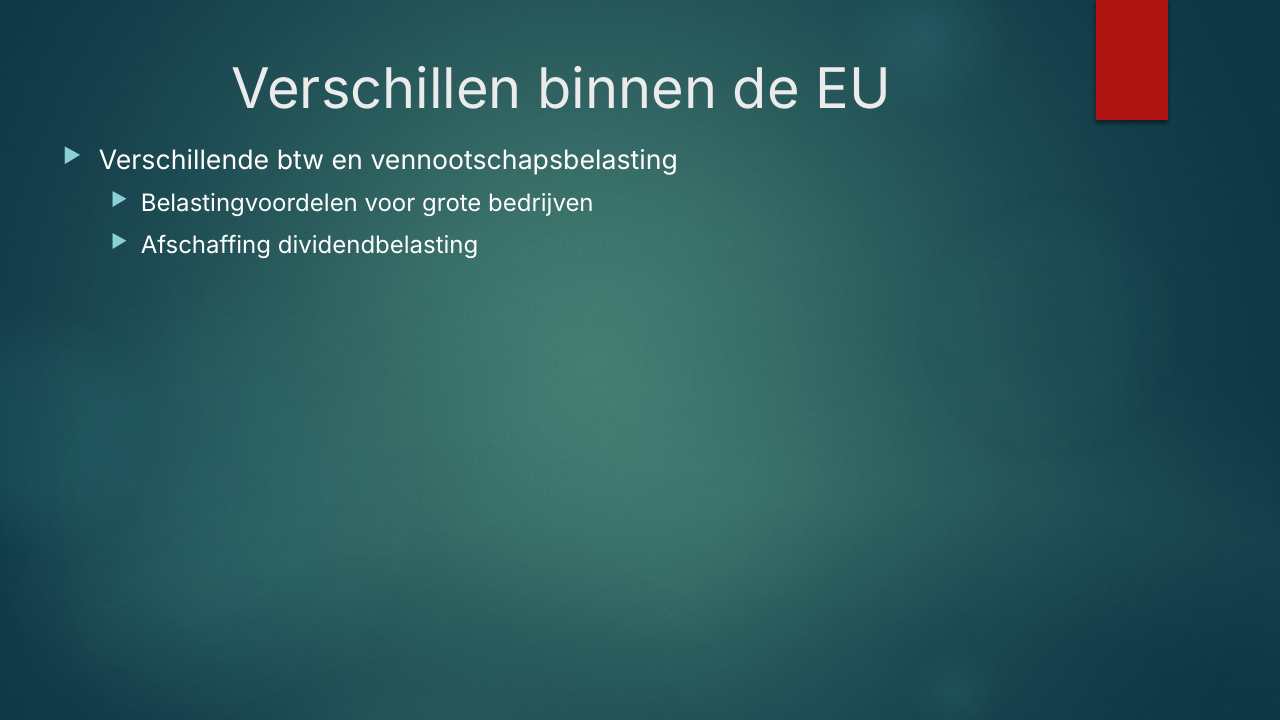 Verschillen binnen de EU
Verschillende btw en vennootschapsbelasting
Belastingvoordelen voor grote bedrijven
Afschaffing dividendbelasting